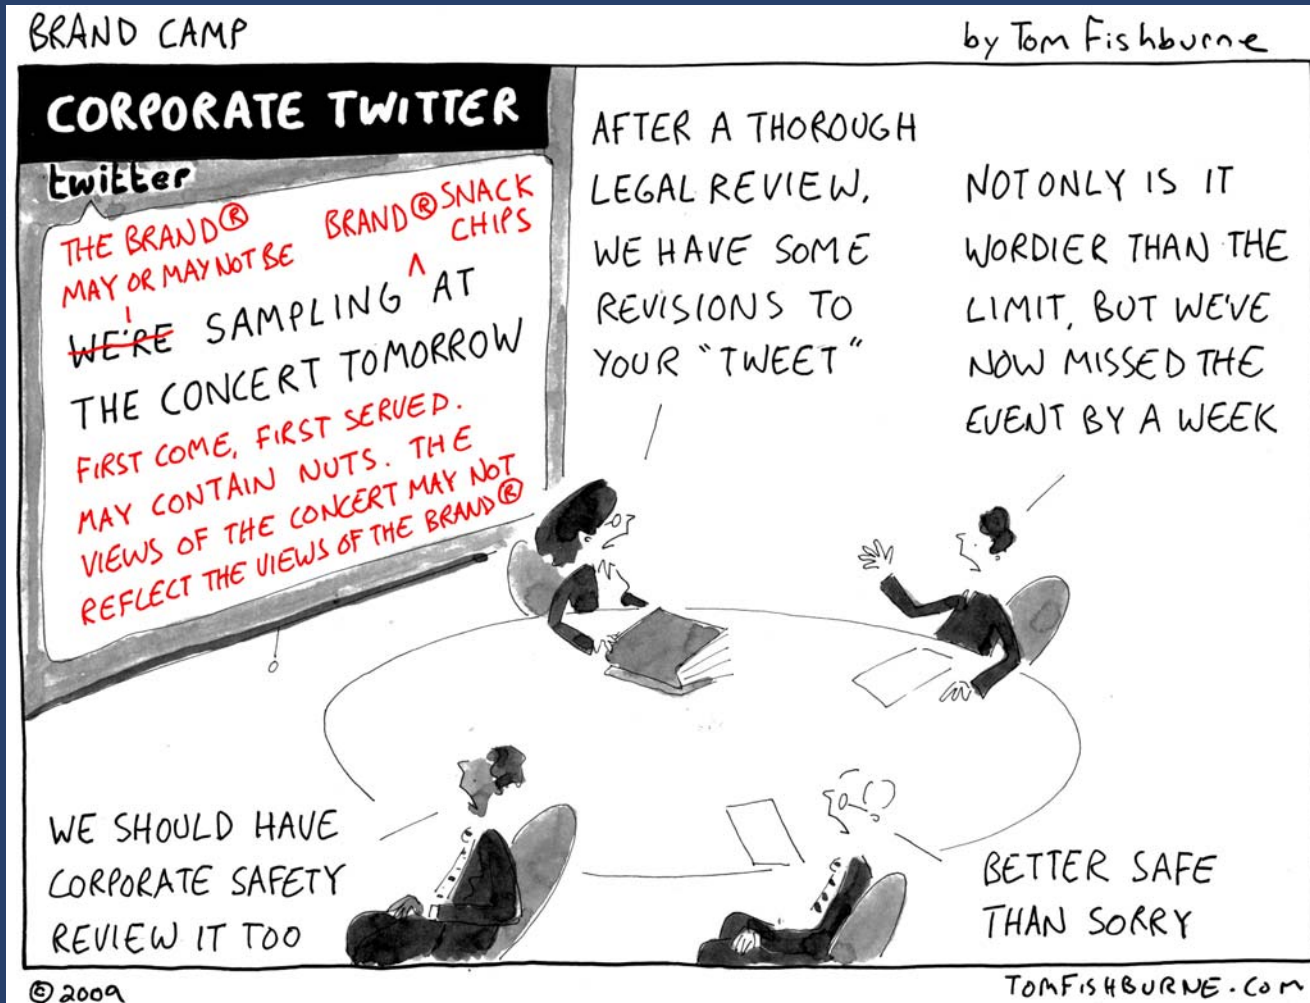 BRAND CAMP
by Tom Fishburne
CORPORATE TWITTER
twitter
THE BRAND®
MAY OR MAY NOT BE
BRAND® SNACK
CHIPS
WE'RE SAMPLING ^ AT
THE CONCERT TOMORROW
FIRST COME, FIRST SERVED.
MAY CONTAIN NUTS. THE
VIEWS OF THE CONCERT MAY NOT
REFLECT THE VIEWS OF THE BRAND®
AFTER A THOROUGH
LEGAL REVIEW,
WE HAVE SOME
REVISIONS TO
YOUR "TWEET"
NOT ONLY IS IT
WORDIER THAN THE
LIMIT, BUT WE'VE
NOW MISSED THE
EVENT BY A WEEK
WE SHOULD HAVE
CORPORATE SAFETY
REVIEW IT TOO
BETTER SAFE
THAN SORRY
© 2009
TOMFISHBURNE.COM